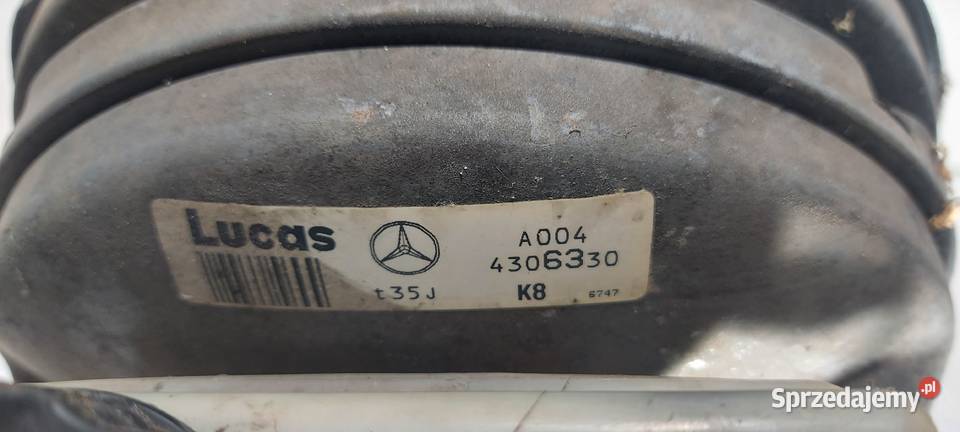 Lucas
A004
4306330
t35J
K8
6747
Sprzedajemy.pl